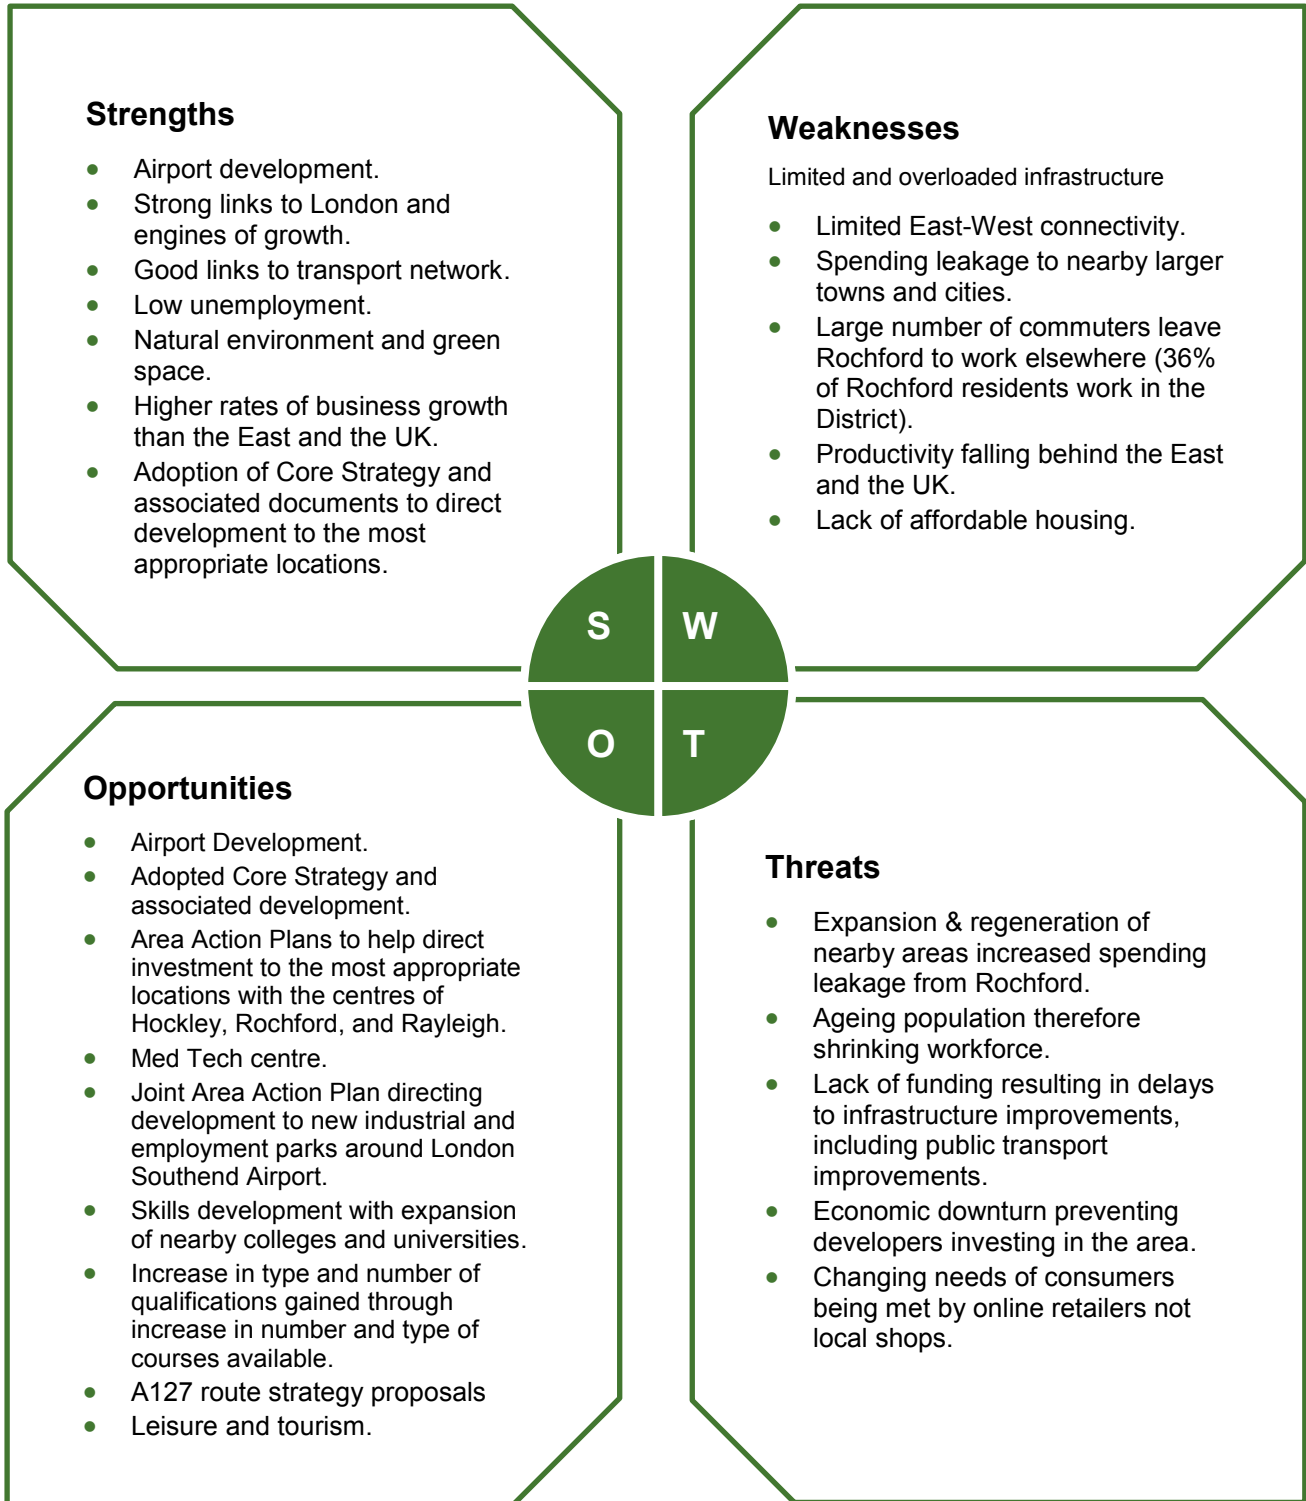 Strengths
• Airport development.
• Strong links to London and
engines of growth.
• Good links to transport network.
• Low unemployment.
• Natural environment and green
space.
• Higher rates of business growth
than the East and the UK.
• Adoption of Core Strategy and
associated documents to direct
development to the most
appropriate locations.
Weaknesses
Limited and overloaded infrastructure
• Limited East-West connectivity.
• Spending leakage to nearby larger
towns and cities.
• Large number of commuters leave
Rochford to work elsewhere (36%
of Rochford residents work in the
District).
• Productivity falling behind the East
and the UK.
• Lack of affordable housing.
S W
O T
Opportunities
• Airport Development.
• Adopted Core Strategy and
associated development.
• Area Action Plans to help direct
investment to the most appropriate
locations with the centres of
Hockley, Rochford, and Rayleigh.
• Med Tech centre.
• Joint Area Action Plan directing
development to new industrial and
employment parks around London
Southend Airport.
• Skills development with expansion
of nearby colleges and universities.
• Increase in type and number of
qualifications gained through
increase in number and type of
courses available.
• A127 route strategy proposals
• Leisure and tourism.
Threats
• Expansion & regeneration of
nearby areas increased spending
leakage from Rochford.
• Ageing population therefore
shrinking workforce.
• Lack of funding resulting in delays
to infrastructure improvements,
including public transport
improvements.
• Economic downturn preventing
developers investing in the area.
• Changing needs of consumers
being met by online retailers not
local shops.